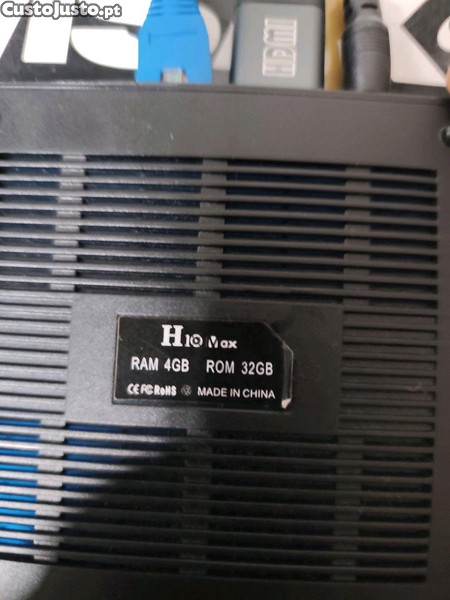 CustoJusto.pt
HDMI
H10 Max
RAM 4GB ROM 32GB
CE FC RoHS MADE IN CHINA